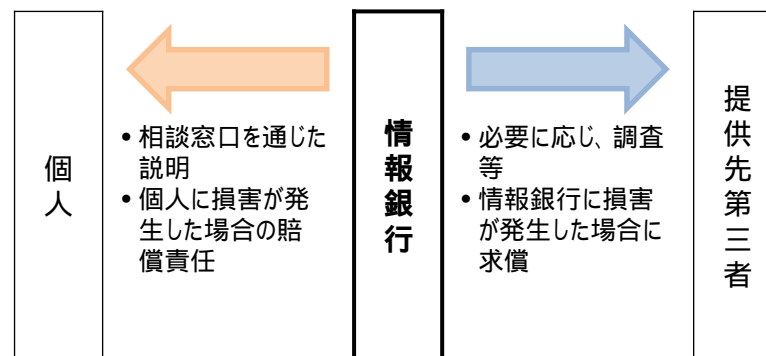 個人
• 相談窓口を通じた
説明
• 個人に損害が発
生した場合の賠
償責任
情報銀行
• 必要に応じ、調査
等
• 情報銀行に損害
が発生した場合に
求償
提供先第三者